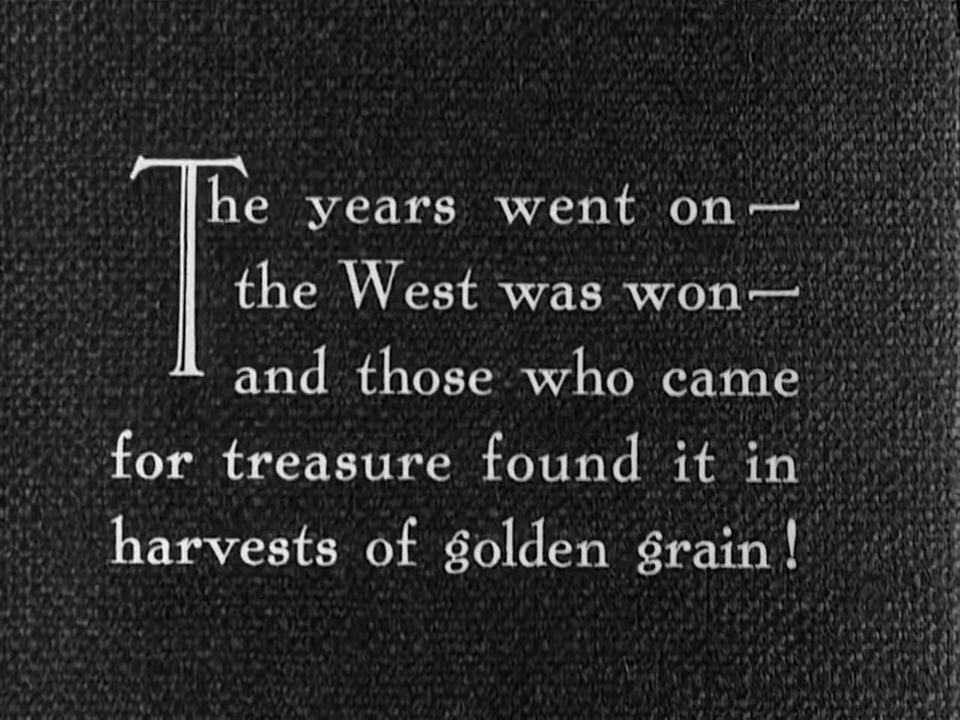 The years went on—
the West was won—
and those who came
for treasure found it in
harvests of golden grain!